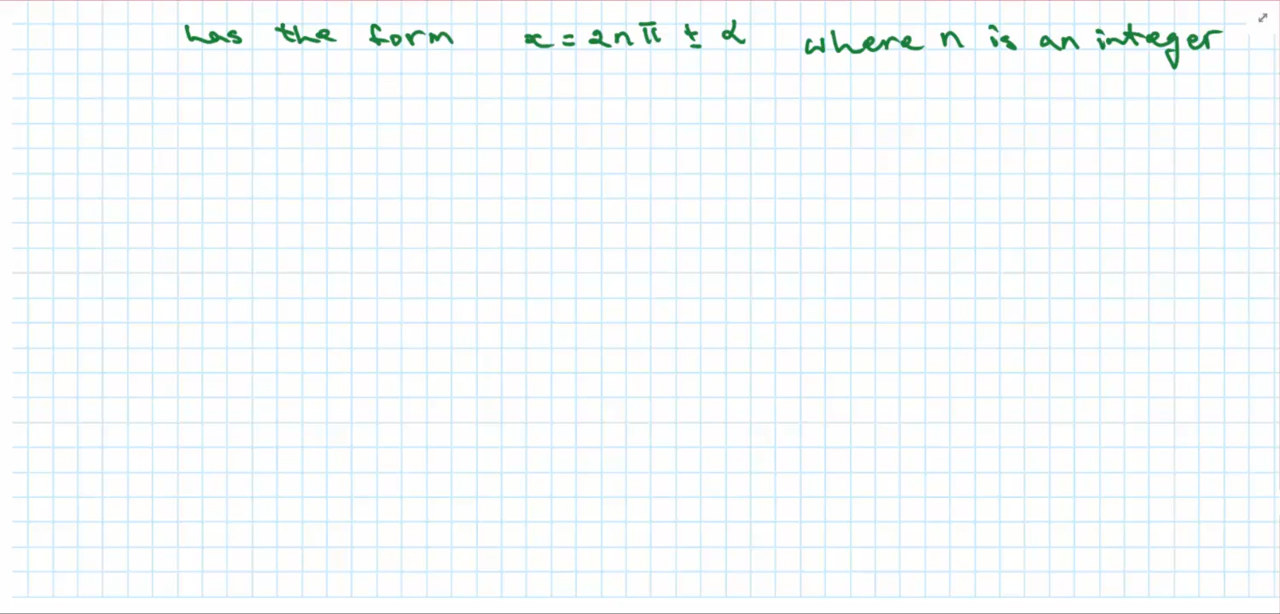 has the form x = 2nπ ± α where n is an integer